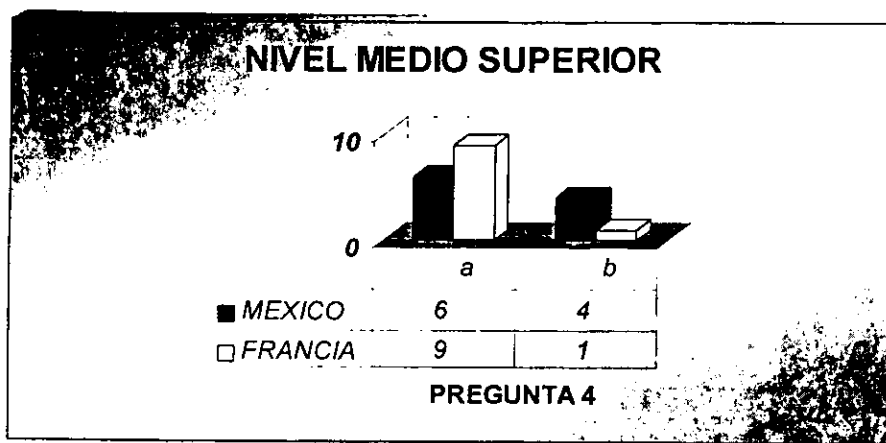 NIVEL MEDIO SUPERIOR
10
0
a b
MEXICO 6 4
FRANCIA 9 1
PREGUNTA 4